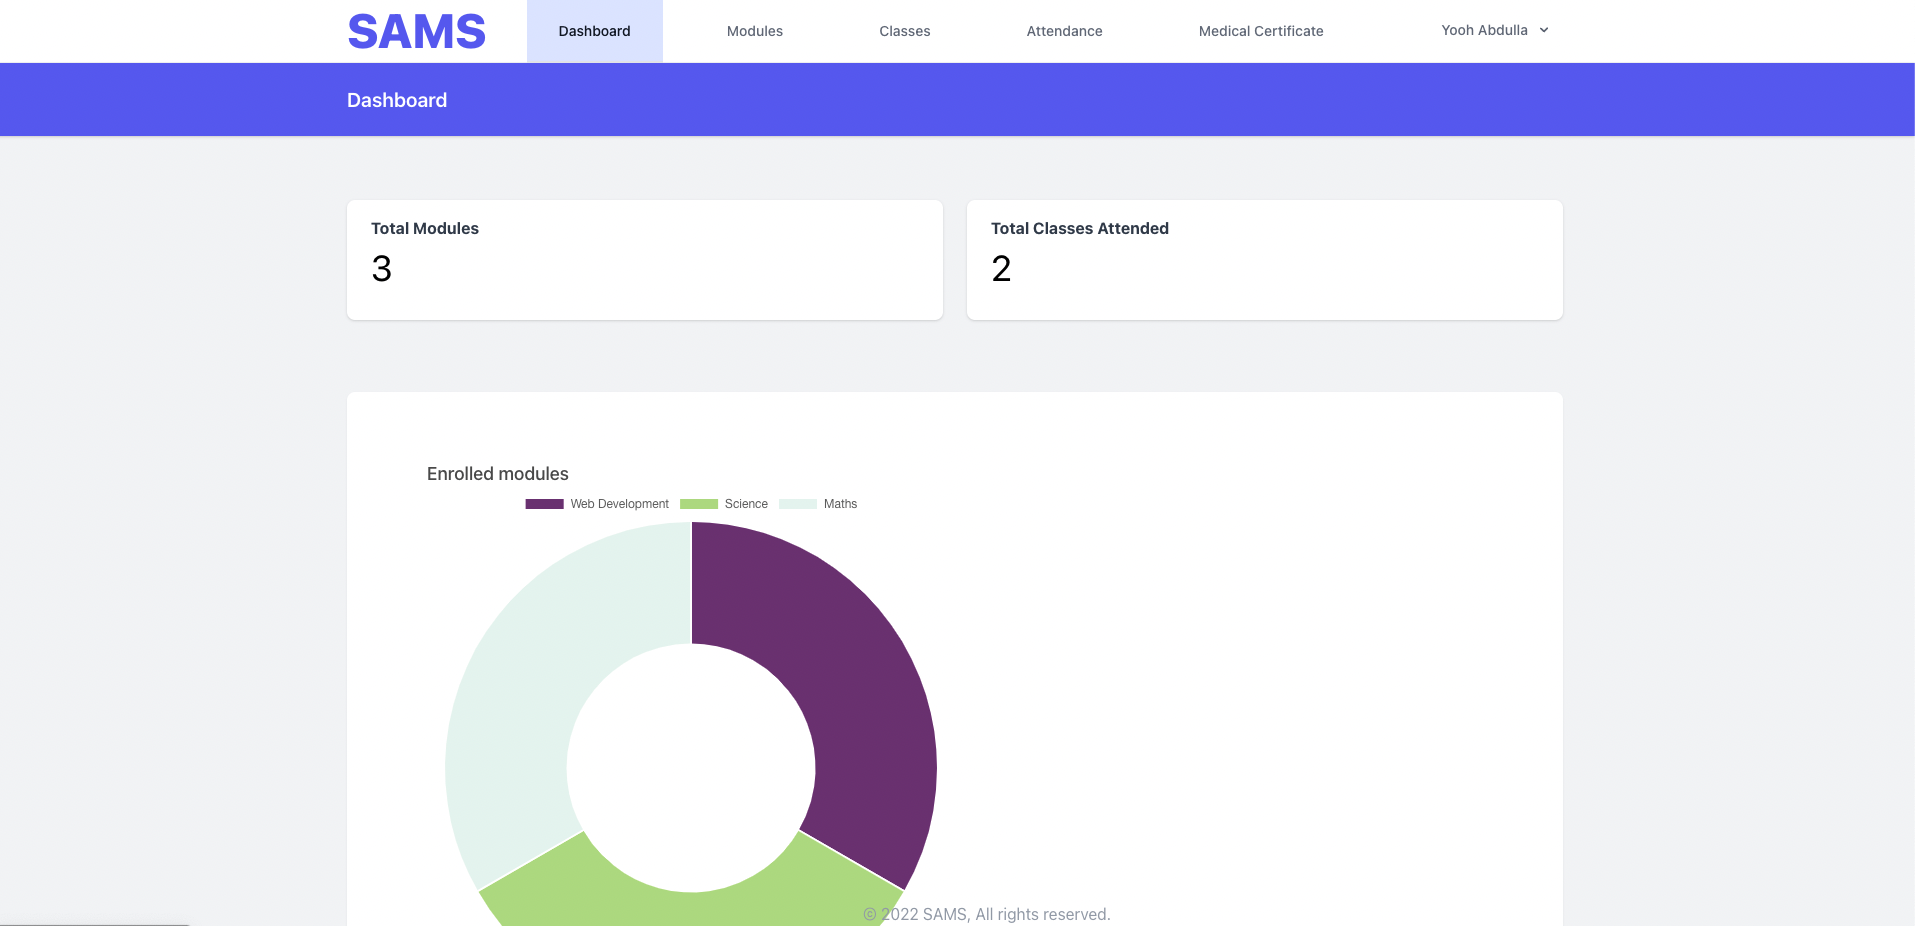 SAMS
Dashboard
Modules
Classes
Attendance
Medical Certificate
Yooh Abdulla
Dashboard
Total Modules
3
Total Classes Attended
2
Enrolled modules
Web Development
Science
Maths
© 2022 SAMS, All rights reserved.